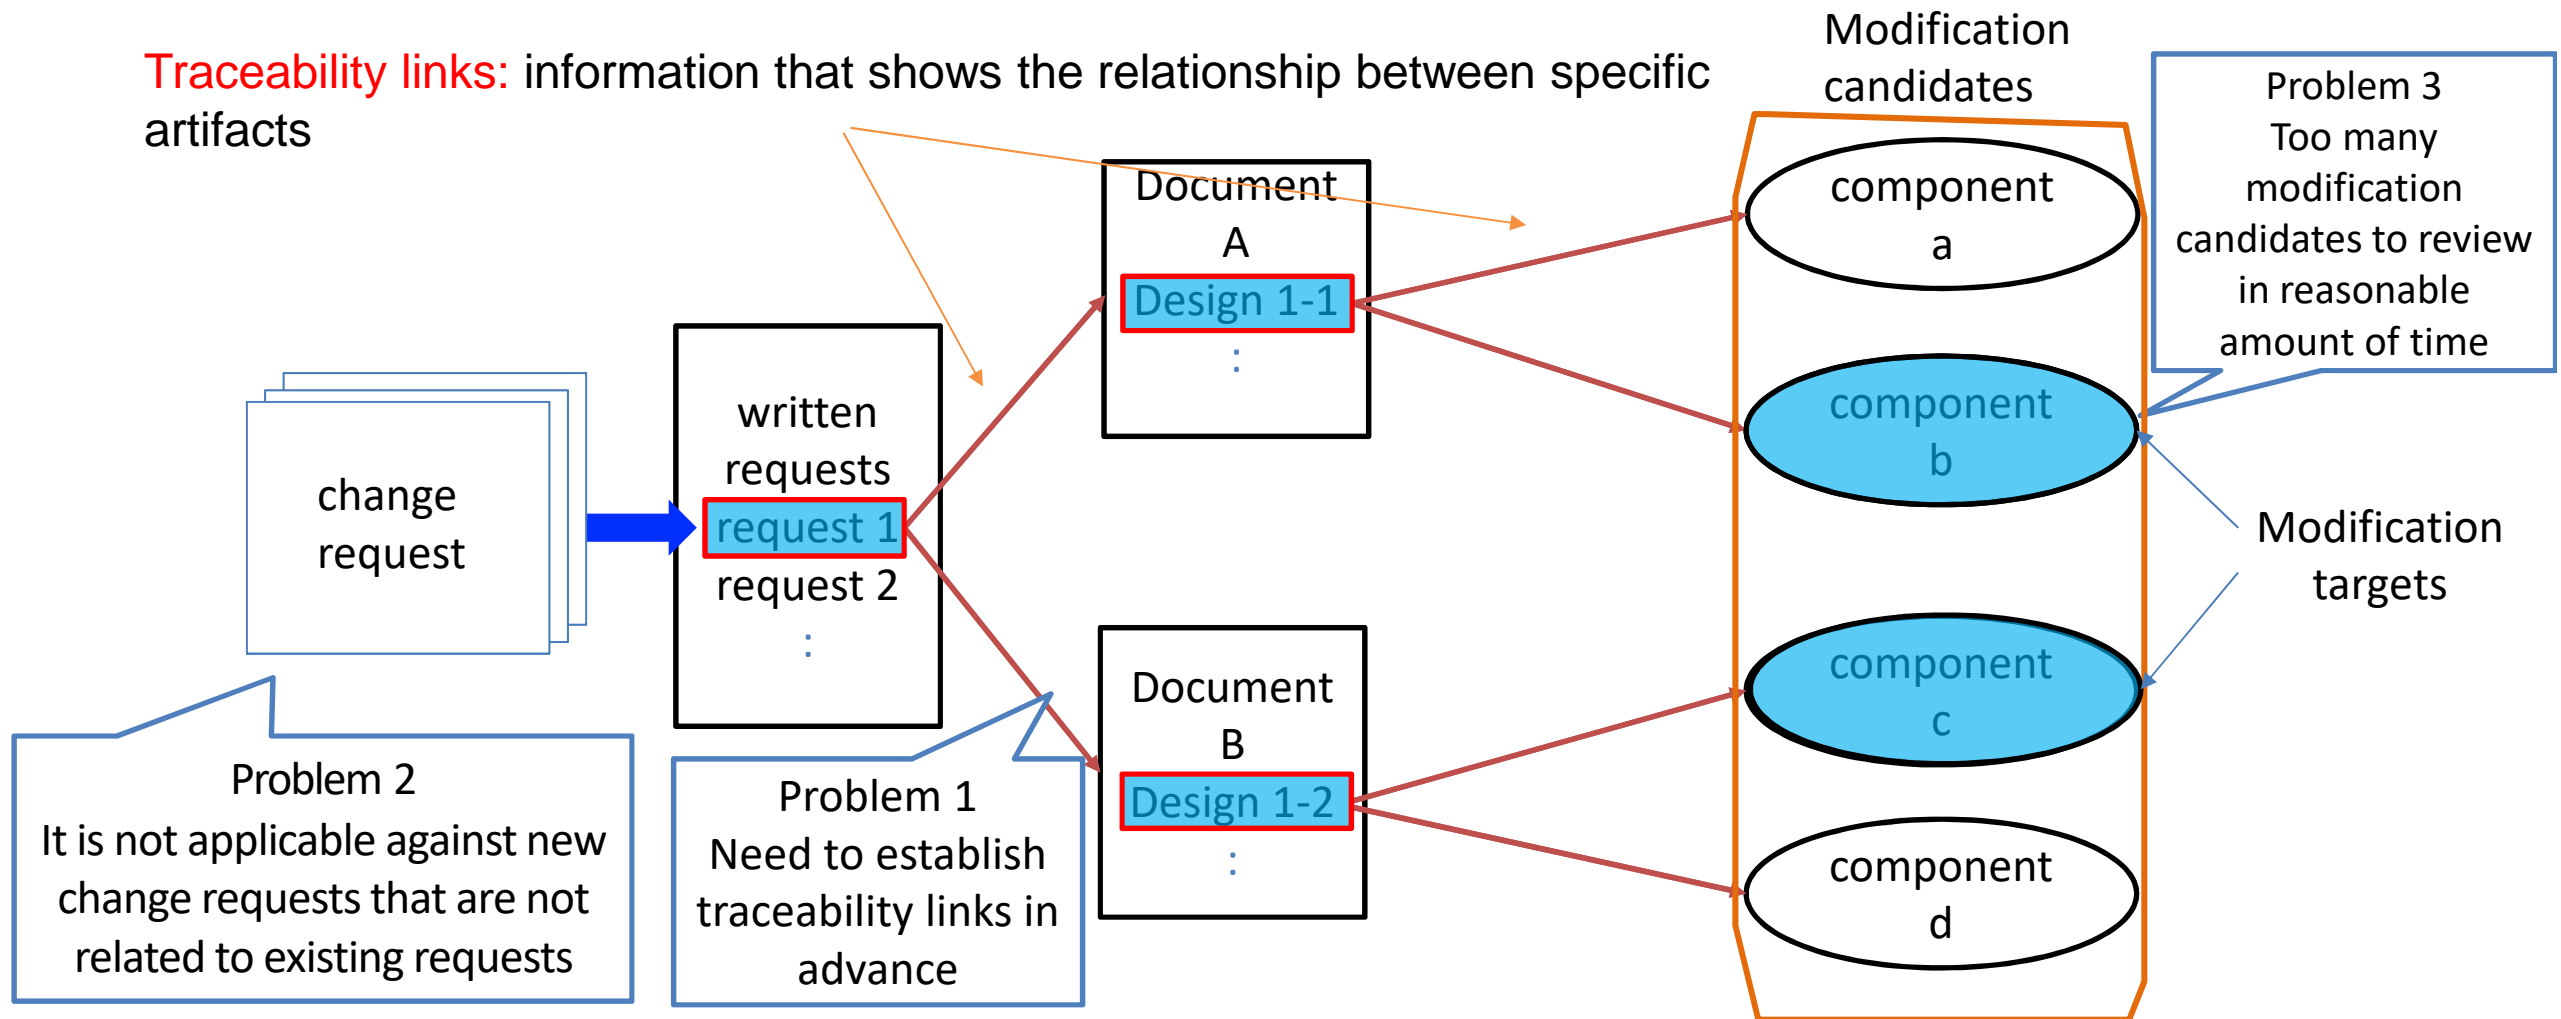 Traceability links: information that shows the relationship between specific
artifacts
Modification
candidates
Problem 3
Too many
modification
candidates to review
in reasonable
amount of time
Document
A
Design 1-1
:
component
a
component
b
written
requests
request 1
request 2
:
change
request
Modification
targets
Document
B
Design 1-2
:
component
c
component
d
Problem 2
It is not applicable against new
change requests that are not
related to existing requests
Problem 1
Need to establish
traceability links in
advance